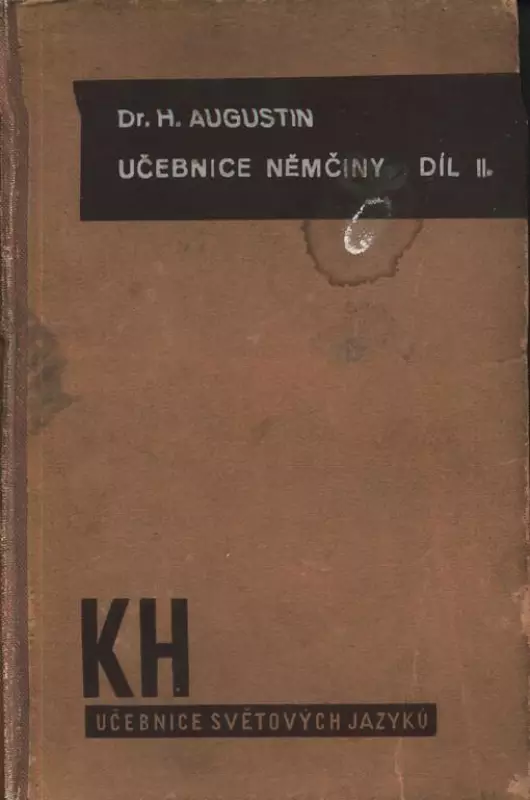 Dr. H. AUGUSTIN
UČEBNICE NĚMČINY DÍL II.
KH
UČEBNICE SVĚTOVÝCH JAZYKŮ